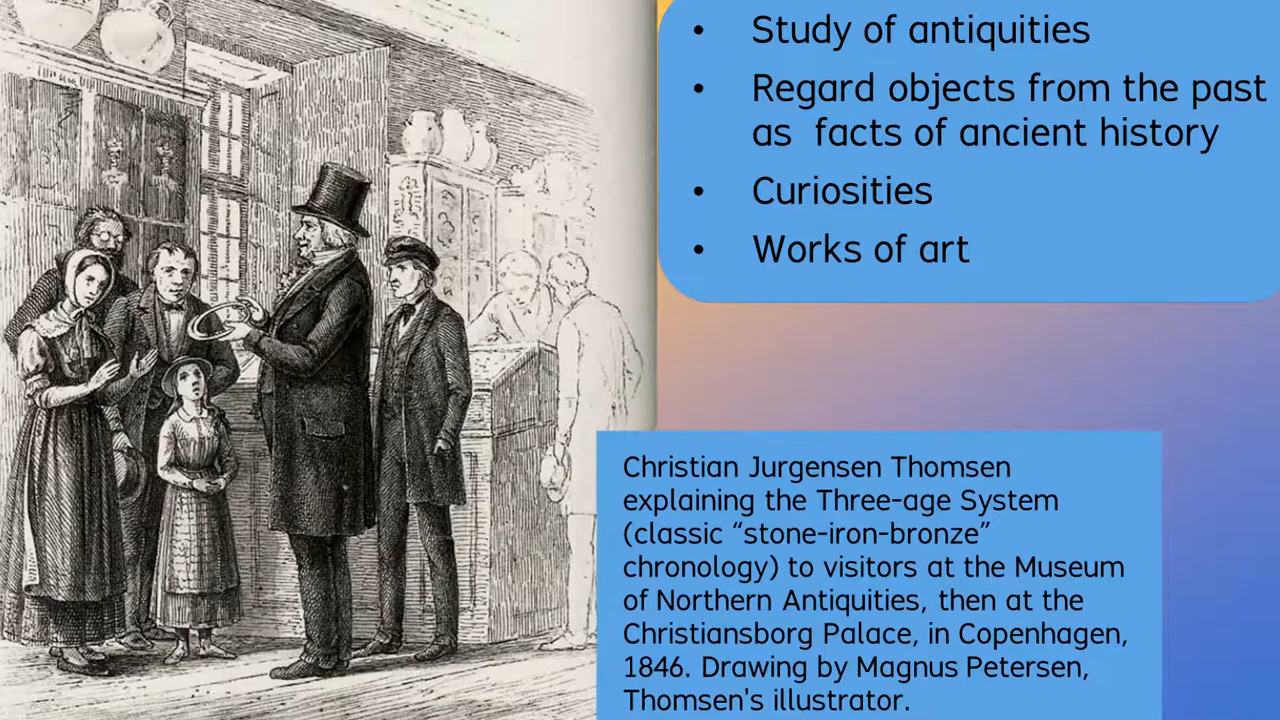 • Study of antiquities
• Regard objects from the past
as facts of ancient history
• Curiosities
• Works of art
Christian Jurgensen Thomsen
explaining the Three-age System
(classic “stone-iron-bronze”
chronology) to visitors at the Museum
of Northern Antiquities, then at the
Christiansborg Palace, in Copenhagen,
1846. Drawing by Magnus Petersen,
Thomsen's illustrator.